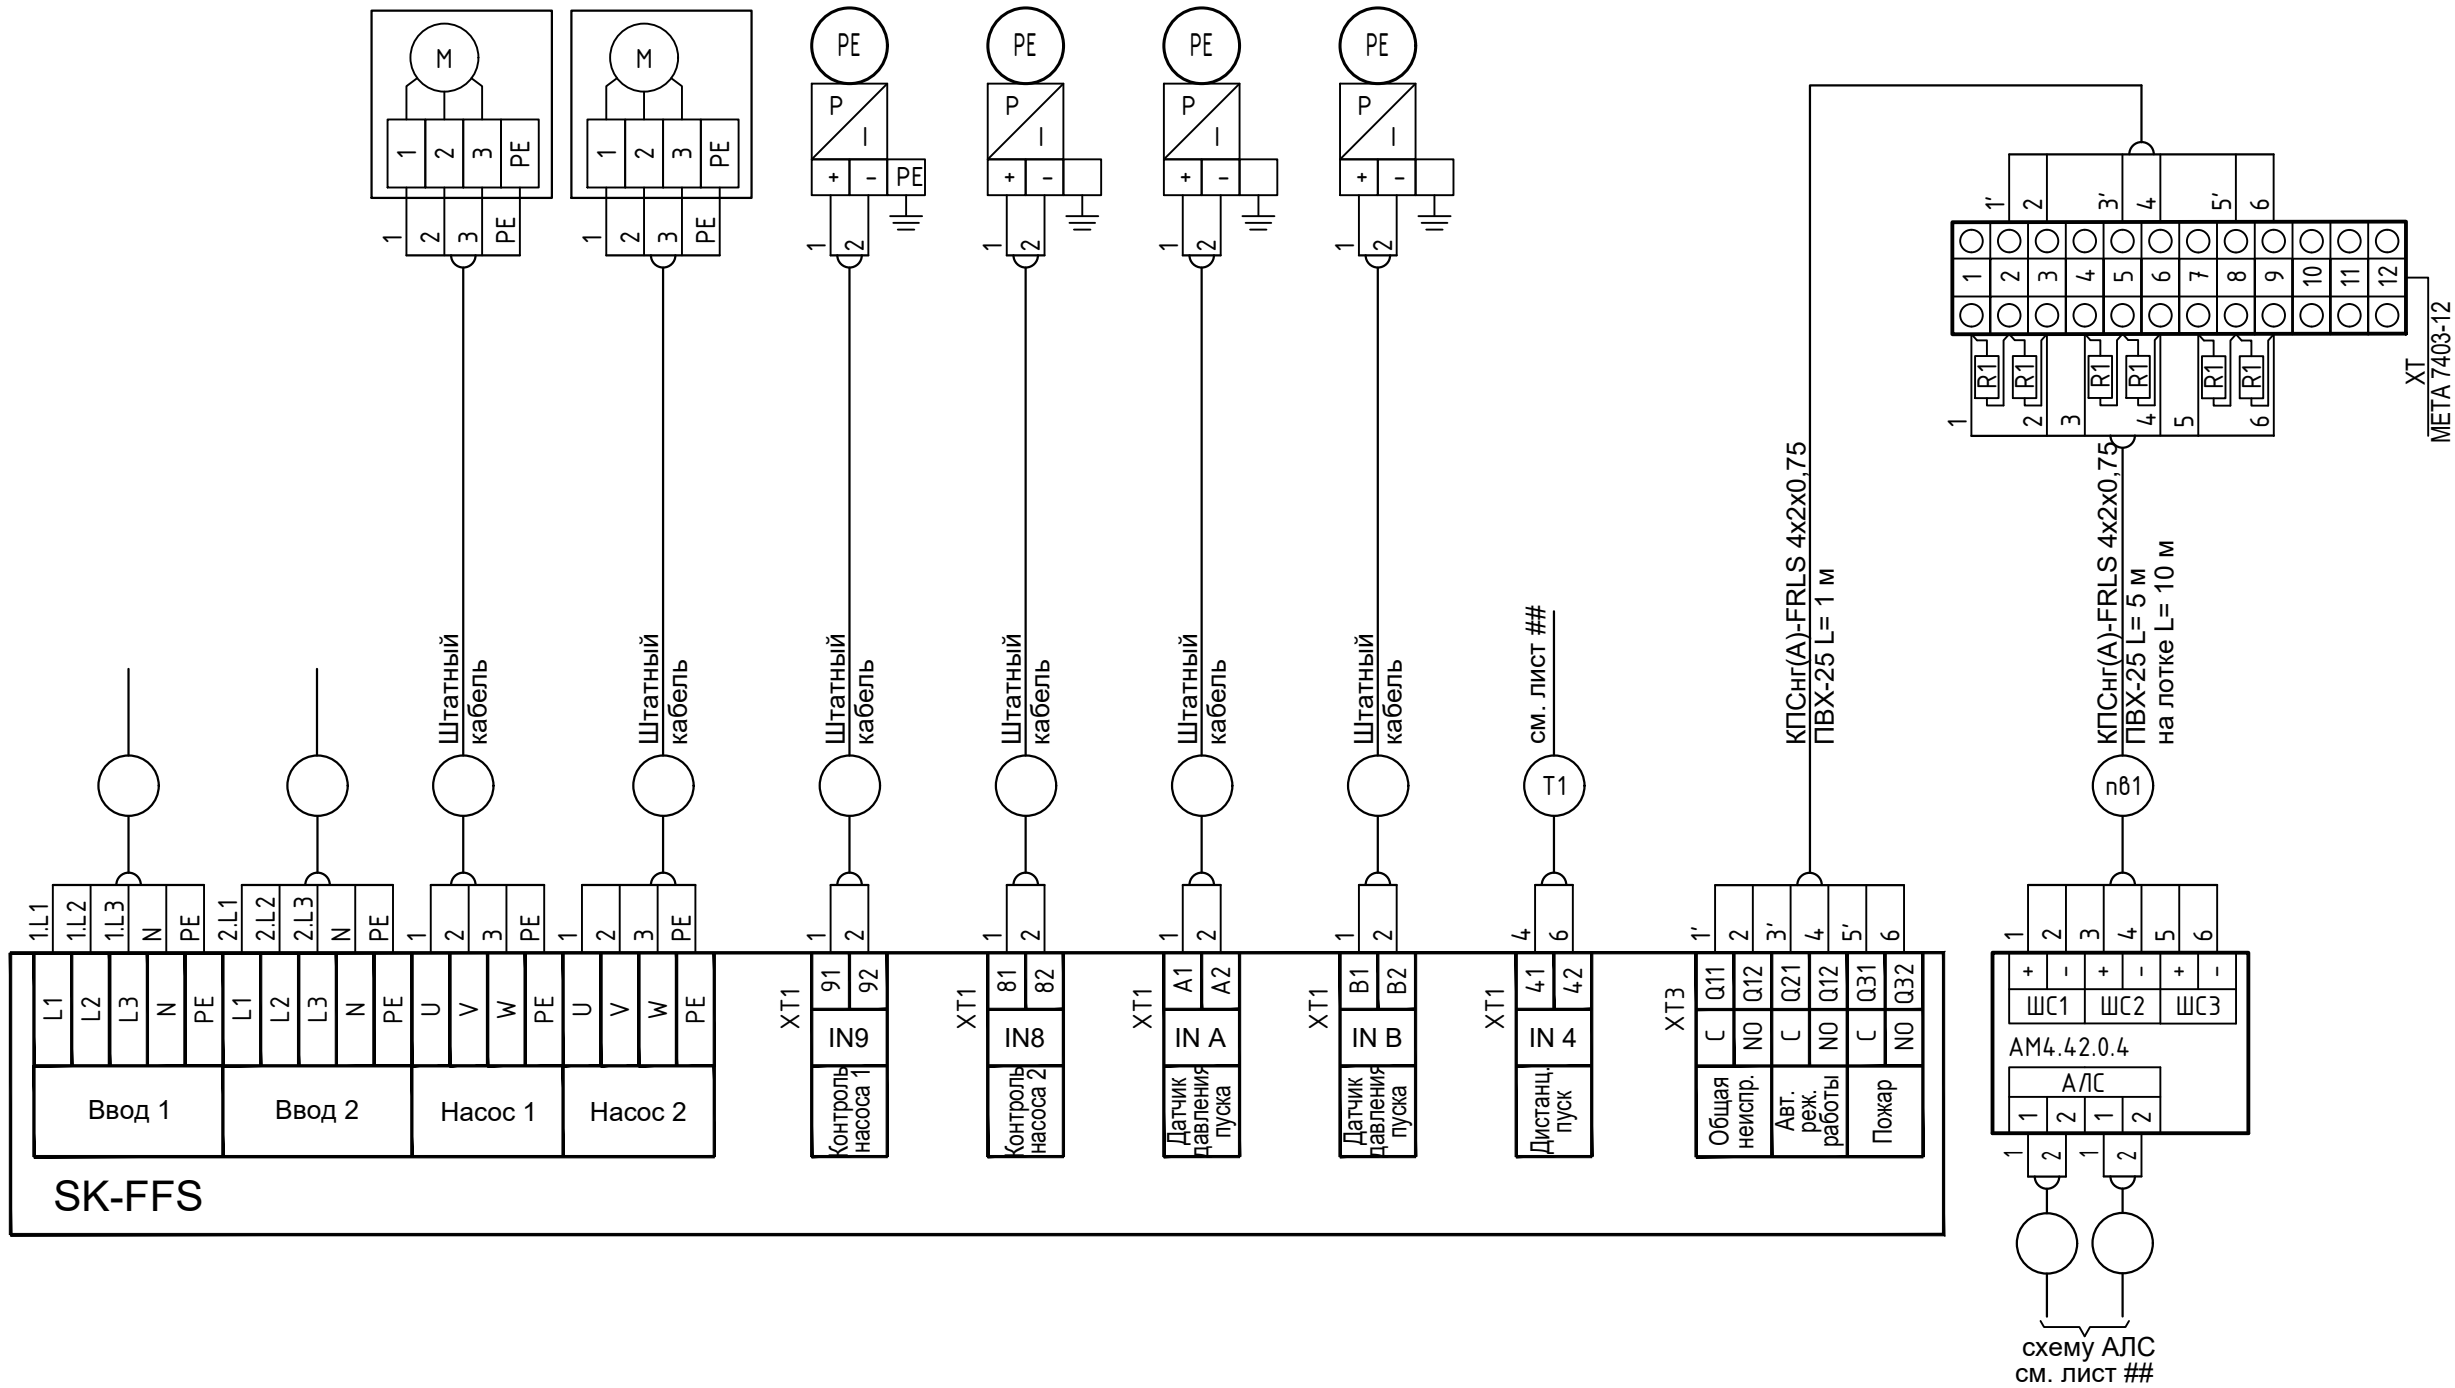 M
M
PE
PE
PE
PE
1 2 3 PE
1 2 3 PE
P I
P I
P I
P I
+ - PE
+ -
+ -
+ -
1 2 3 PE
1 2 3 PE
1 2
1 2
1 2
1 2
1' 2 3' 4 5' 6
1 2 3 4 5 6 7 8 9 10 11 12
R1 R1 R1 R1 R1 R1
1 2 3 4 5 6
XT
МЕТА 7403-12
Штатный
кабель
Штатный
кабель
Штатный
кабель
Штатный
кабель
Штатный
кабель
Штатный
кабель
см. лист ##
КПСнг(А)-FRLS 4x2x0,75
ПВХ-25 L= 1 м
КПСнг(А)-FRLS 4x2x0,75
ПВХ-25 L= 5 м
на лотке L= 10 м
T1
пв1
1.L1 1.L2 1.L3 N PE
2.L1 2.L2 2.L3 N PE
1 2 3 PE
1 2 3 PE
1 2
1 2
1 2
1 2
4 6
1' 2 3' 4 5' 6
1 2 3 4 5 6
L1 L2 L3 N PE
L1 L2 L3 N PE
U V W PE
U V W PE
Ввод 1
Ввод 2
Насос 1
Насос 2
XT1
91 92
IN9
Контроль
насоса 1
XT1
81 82
IN8
Контроль
насоса 2
XT1
A1 A2
IN A
Датчик
давления
пуска
XT1
B1 B2
IN B
Датчик
давления
пуска
XT1
41 42
IN 4
Дистанц.
пуск
XT3
Q11 Q12 Q21 Q12 Q31 Q32
C NO C NO C NO
Общая
неиспр.
Авт.
реж.
работы
Пожар
SK-FFS
+ - + - + -
ШС1 ШС2 ШС3
АМ4.42.0.4
АЛС
1 2 1 2
1 2 1 2
схему АЛС
см. лист ##